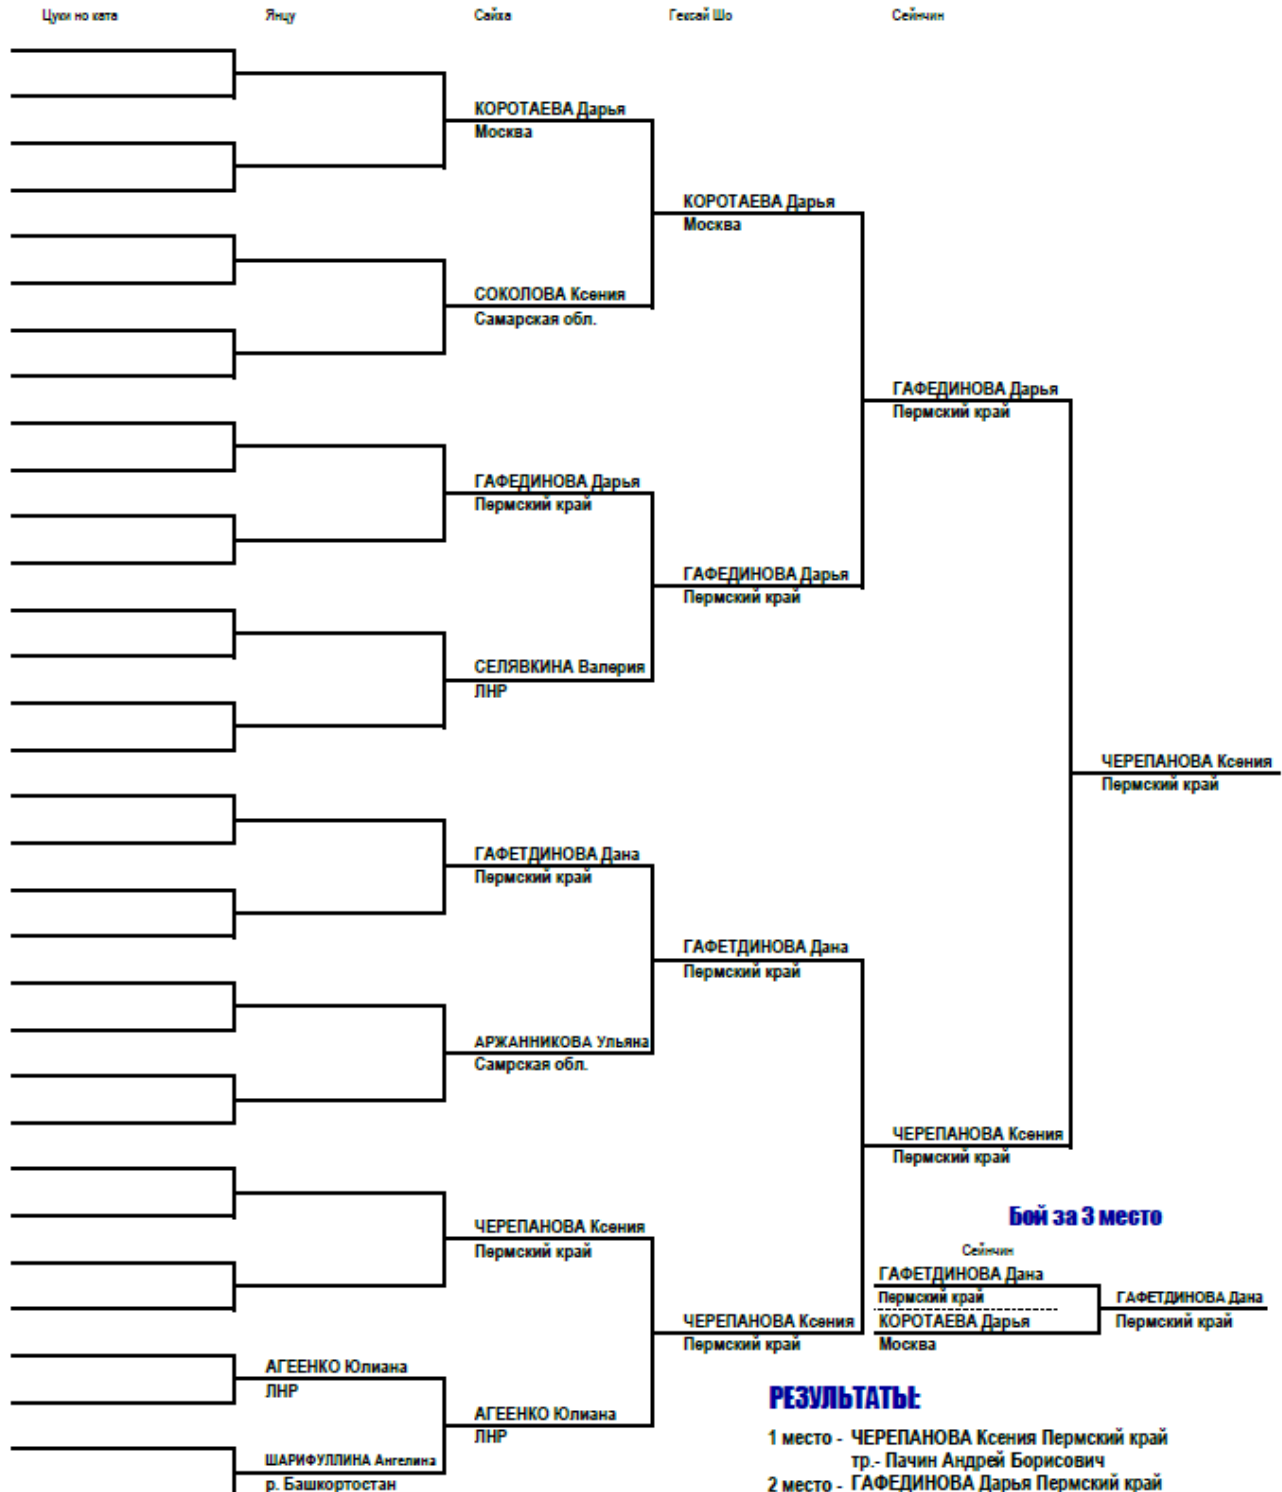 Цуки но ката
Янцу
Сайха
Гексай Шо
Сейнчин
КОРОТАЕВА Дарья
Москва
КОРОТАЕВА Дарья
Москва
СОКОЛОВА Ксения
Самарская обл.
ГАФЕДИНОВА Дарья
Пермский край
ГАФЕДИНОВА Дарья
Пермский край
ГАФЕДИНОВА Дарья
Пермский край
СЕЛЯВКИНА Валерия
ЛНР
ЧЕРЕПАНОВА Ксения
Пермский край
ГАФЕТДИНОВА Дана
Пермский край
ГАФЕТДИНОВА Дана
Пермский край
АРЖАННИКОВА Ульяна
Самрская обл.
ЧЕРЕПАНОВА Ксения
Пермский край
ЧЕРЕПАНОВА Ксения
Пермский край
Бой за 3 место
Сейнчин
ГАФЕТДИНОВА Дана
Пермский край
ГАФЕТДИНОВА Дана
Пермский край
КОРОТАЕВА Дарья
Москва
ЧЕРЕПАНОВА Ксения
Пермский край
АГЕЕНКО Юлиана
ЛНР
АГЕЕНКО Юлиана
ЛНР
ШАРИФУЛЛИНА Ангелина
р. Башкортостан
РЕЗУЛЬТАТЫ:
1 место - ЧЕРЕПАНОВА Ксения Пермский край
тр.- Пачин Андрей Борисович
2 место - ГАФЕДИНОВА Дарья Пермский край